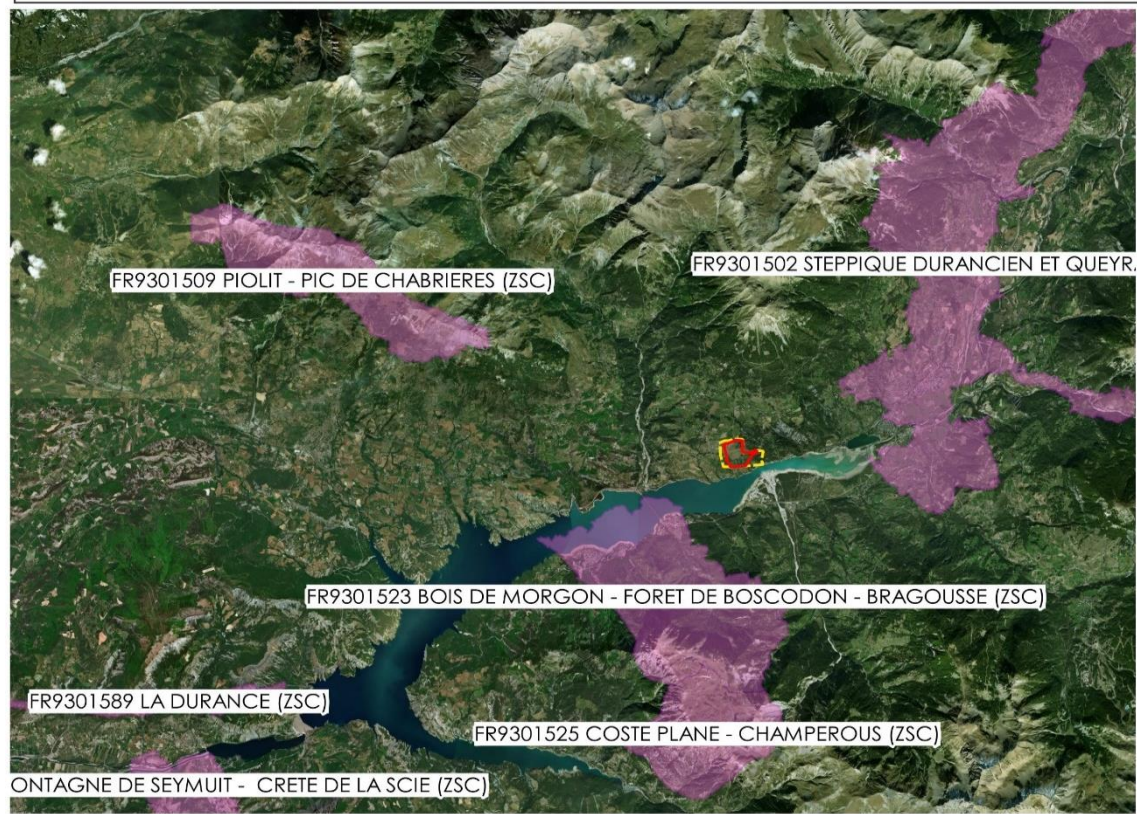 FR9301509 PIOLIT - PIC DE CHABRIERES (ZSC)
FR9301502 STEPPIQUE DURANCIEN ET QUEYR
FR9301523 BOIS DE MORGON - FORET DE BOSCODON - BRAGOUSSE (ZSC)
FR9301589 LA DURANCE (ZSC)
FR9301525 COSTE PLANE - CHAMPEROUS (ZSC)
ONTAGNE DE SEYMUIT - CRETE DE LA SCIE (ZSC)